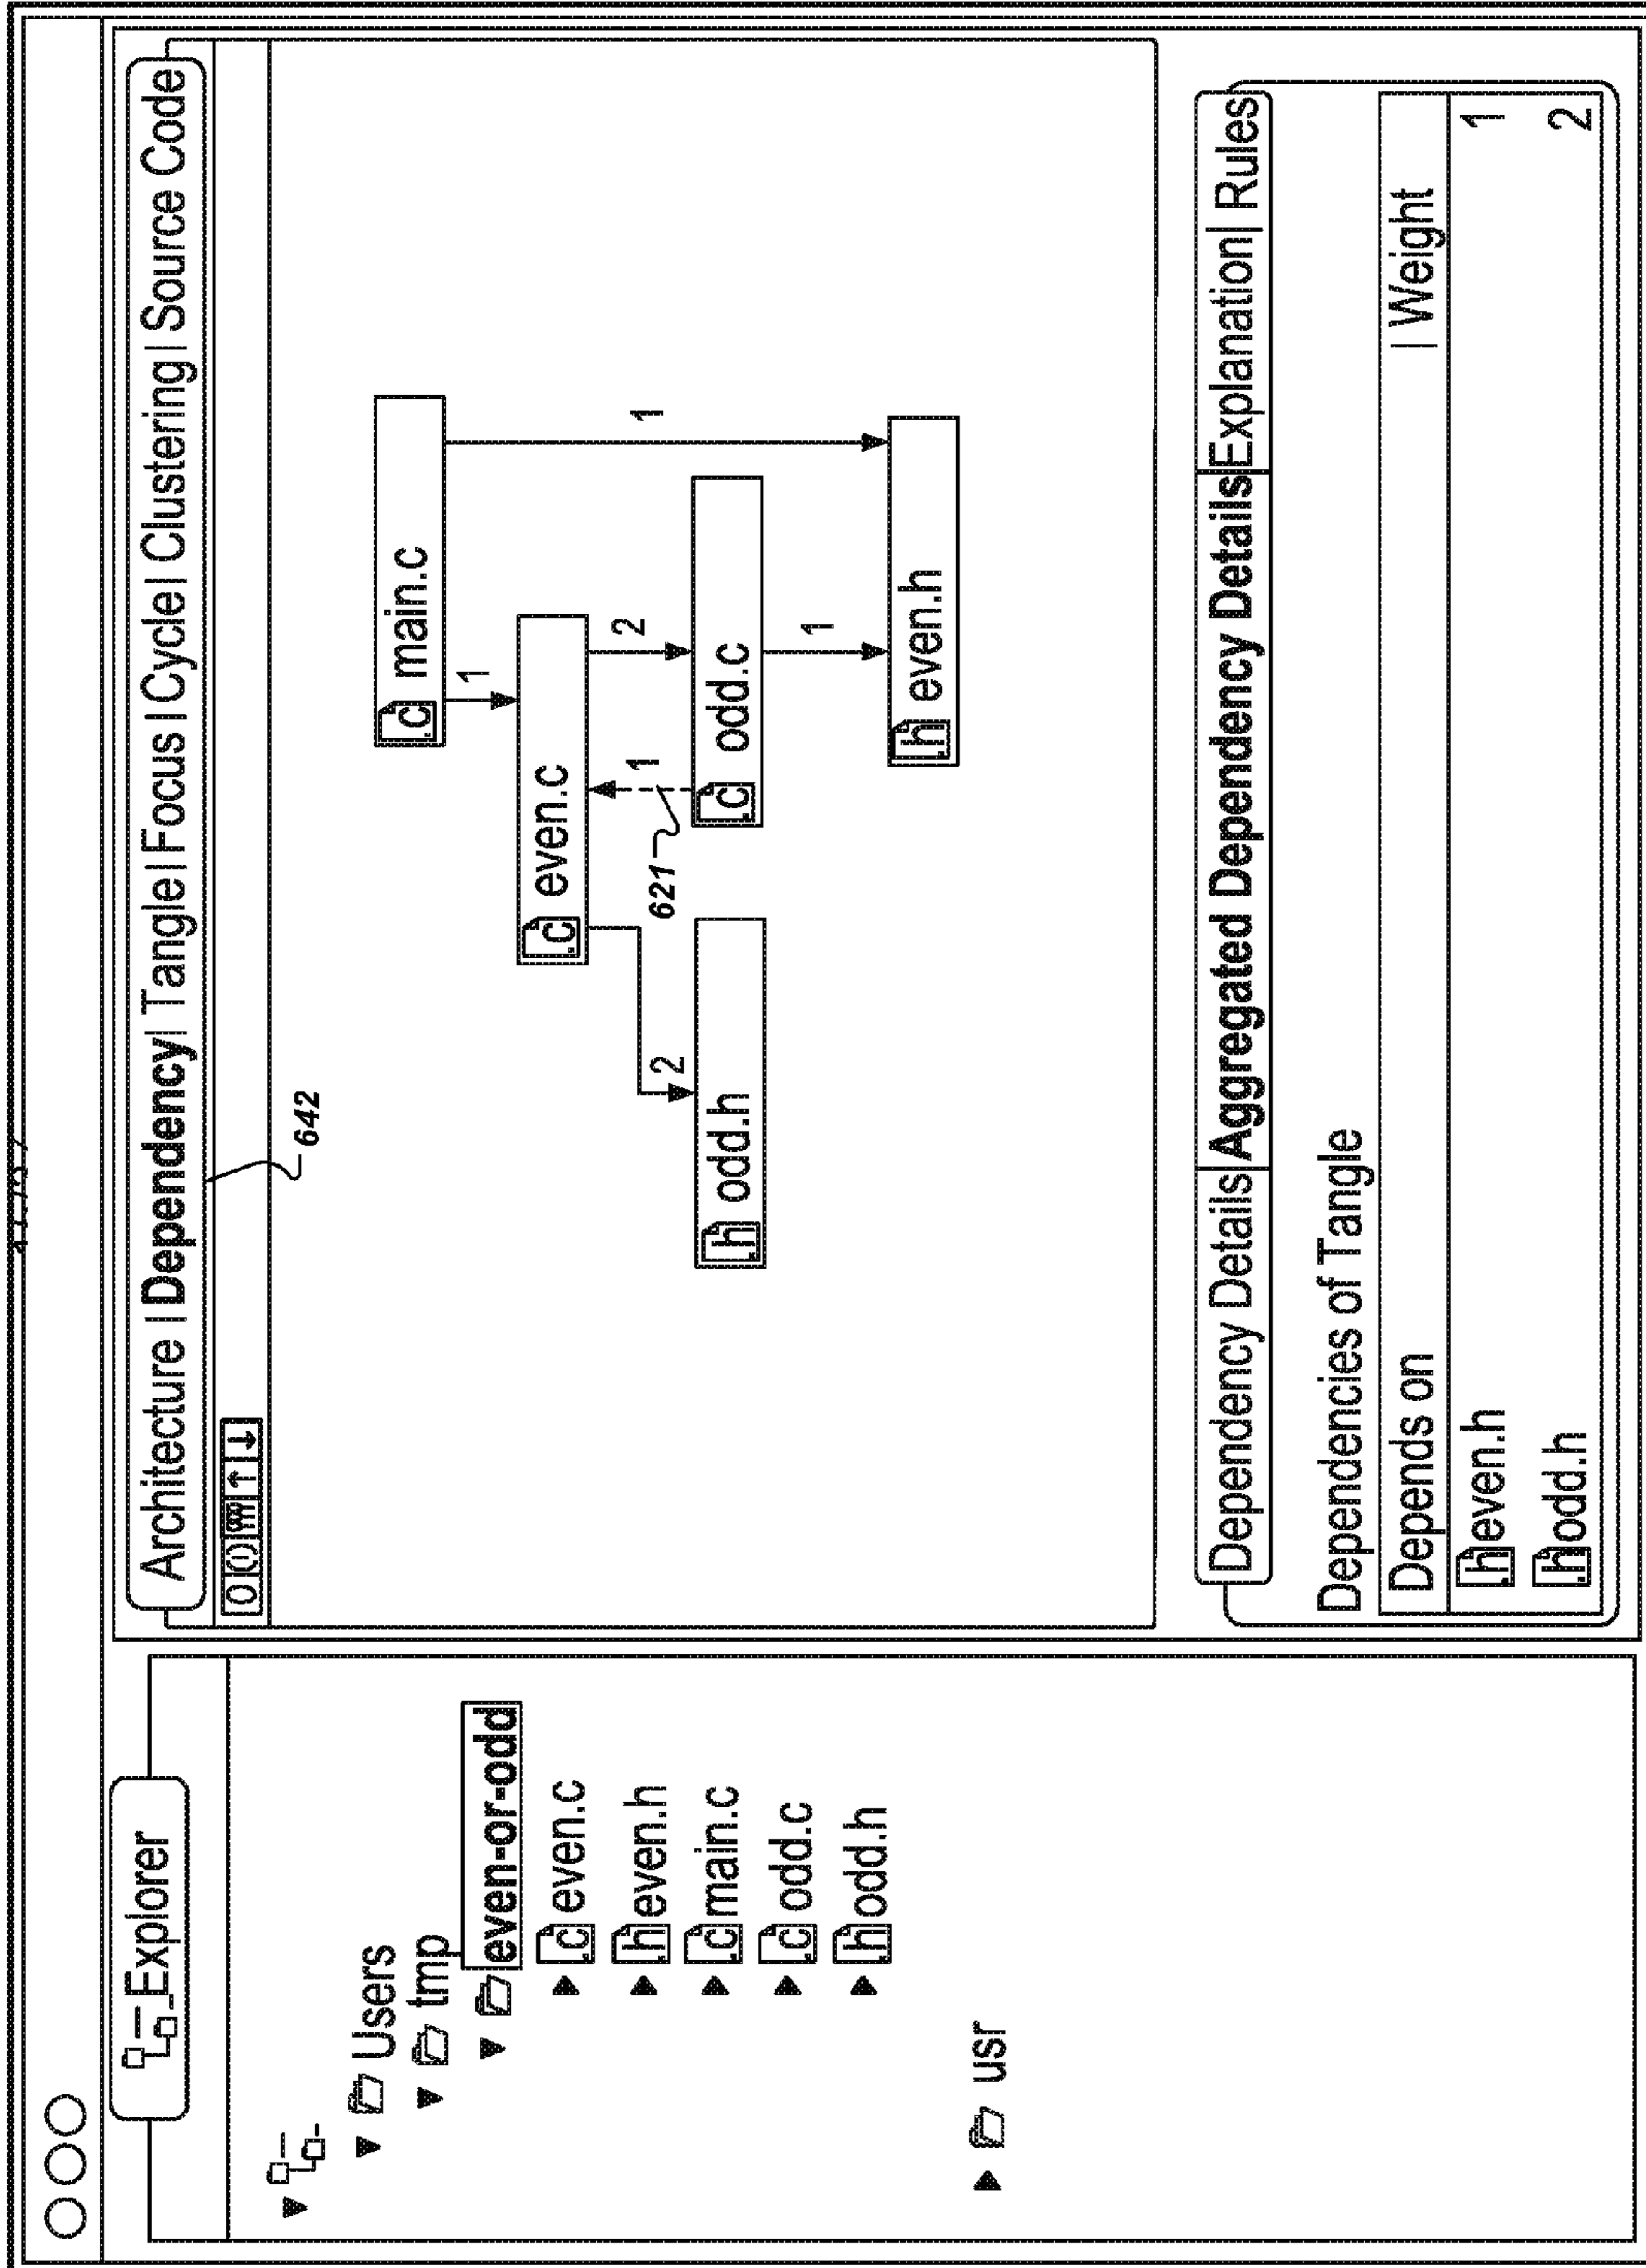 Explorer
Users
tmp
even-or-odd
.c even.c
.h even.h
.c main.c
.c odd.c
.h odd.h
usr
Architecture | Dependency | Tangle | Focus | Cycle | Clustering | Source Code
642
.c main.c
1
1
.c even.c
2
2
1
621
.h odd.h
.c odd.c
1
.h even.h
Dependency Details | Aggregated Dependency Details | Explanation | Rules
Dependencies of Tangle
Depends on | Weight
.h even.h 1
.h odd.h 2